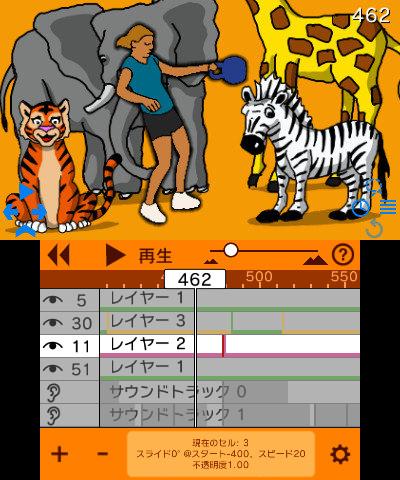 462
再生
462 500 550
5 レイヤー 1
30 レイヤー 3
11 レイヤー 2
51 レイヤー 1
サウンドトラック 0
サウンドトラック 1
現在のセル: 3
スライド0ﾟ@スタート-400、スピード20
不透明度1.00